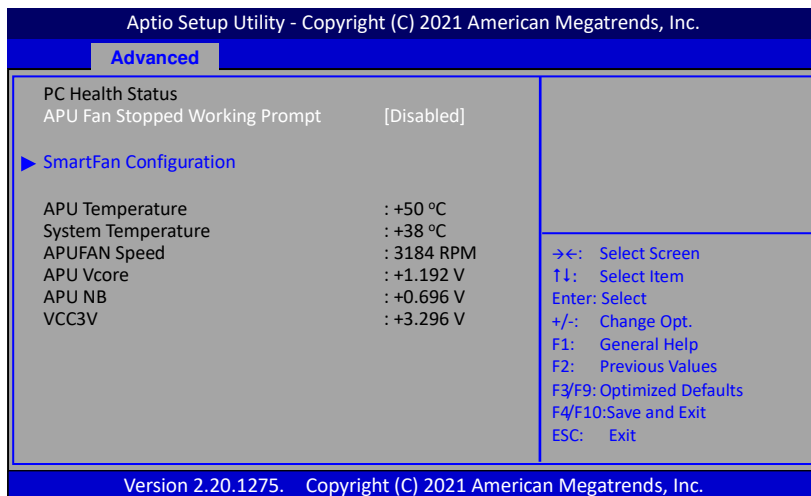 Aptio Setup Utility - Copyright (C) 2021 American Megatrends, Inc.
Advanced
PC Health Status
APU Fan Stopped Working Prompt [Disabled]
▶ SmartFan Configuration
APU Temperature : +50 °C
System Temperature : +38 °C
APUFAN Speed : 3184 RPM
APU Vcore : +1.192 V
APU NB : +0.696 V
VCC3V : +3.296 V
→←: Select Screen
↑↓: Select Item
Enter: Select
+/-: Change Opt.
F1: General Help
F2: Previous Values
F3/F9: Optimized Defaults
F4/F10:Save and Exit
ESC: Exit
Version 2.20.1275. Copyright (C) 2021 American Megatrends, Inc.